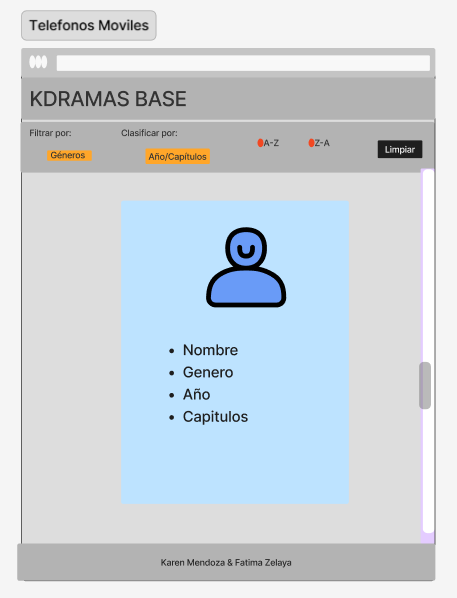 Telefonos Moviles
KDRAMAS BASE
Filtrar por:
Clasificar por:
Géneros
Año/Capítulos
A-Z
Z-A
Limpiar
Nombre
Genero
Año
Capitulos
Karen Mendoza & Fatima Zelaya